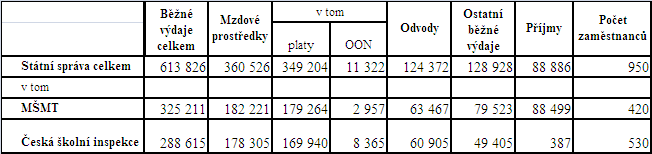 Běžné výdaje celkem Mzdové prostředky v tom Odvody Ostatní běžné výdaje Příjmy Počet zaměstnanců
platy OON
Státní správa celkem 613 826 360 526 349 204 11 322 124 372 128 928 88 886 950
v tom
MŠMT 325 211 182 221 179 264 2 957 63 467 79 523 88 499 420
Česká školní inspekce 288 615 178 305 169 940 8 365 60 905 49 405 387 530